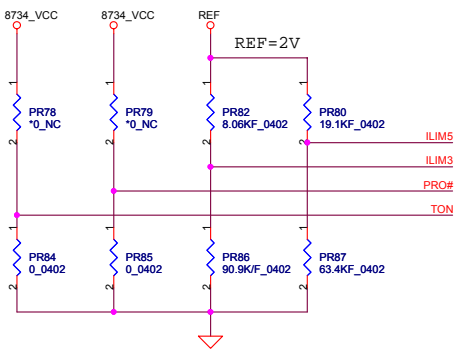 8734_VCC
8734_VCC
REF
REF=2V
1
1
1
1
PR78
*0_NC
PR79
*0_NC
PR82
8.06KF_0402
PR80
19.1KF_0402
2
2
2
2
ILIM5
ILIM3
PRO#
TON
1
1
1
1
PR84
0_0402
PR85
0_0402
PR86
90.9K/F_0402
PR87
63.4KF_0402
2
2
2
2